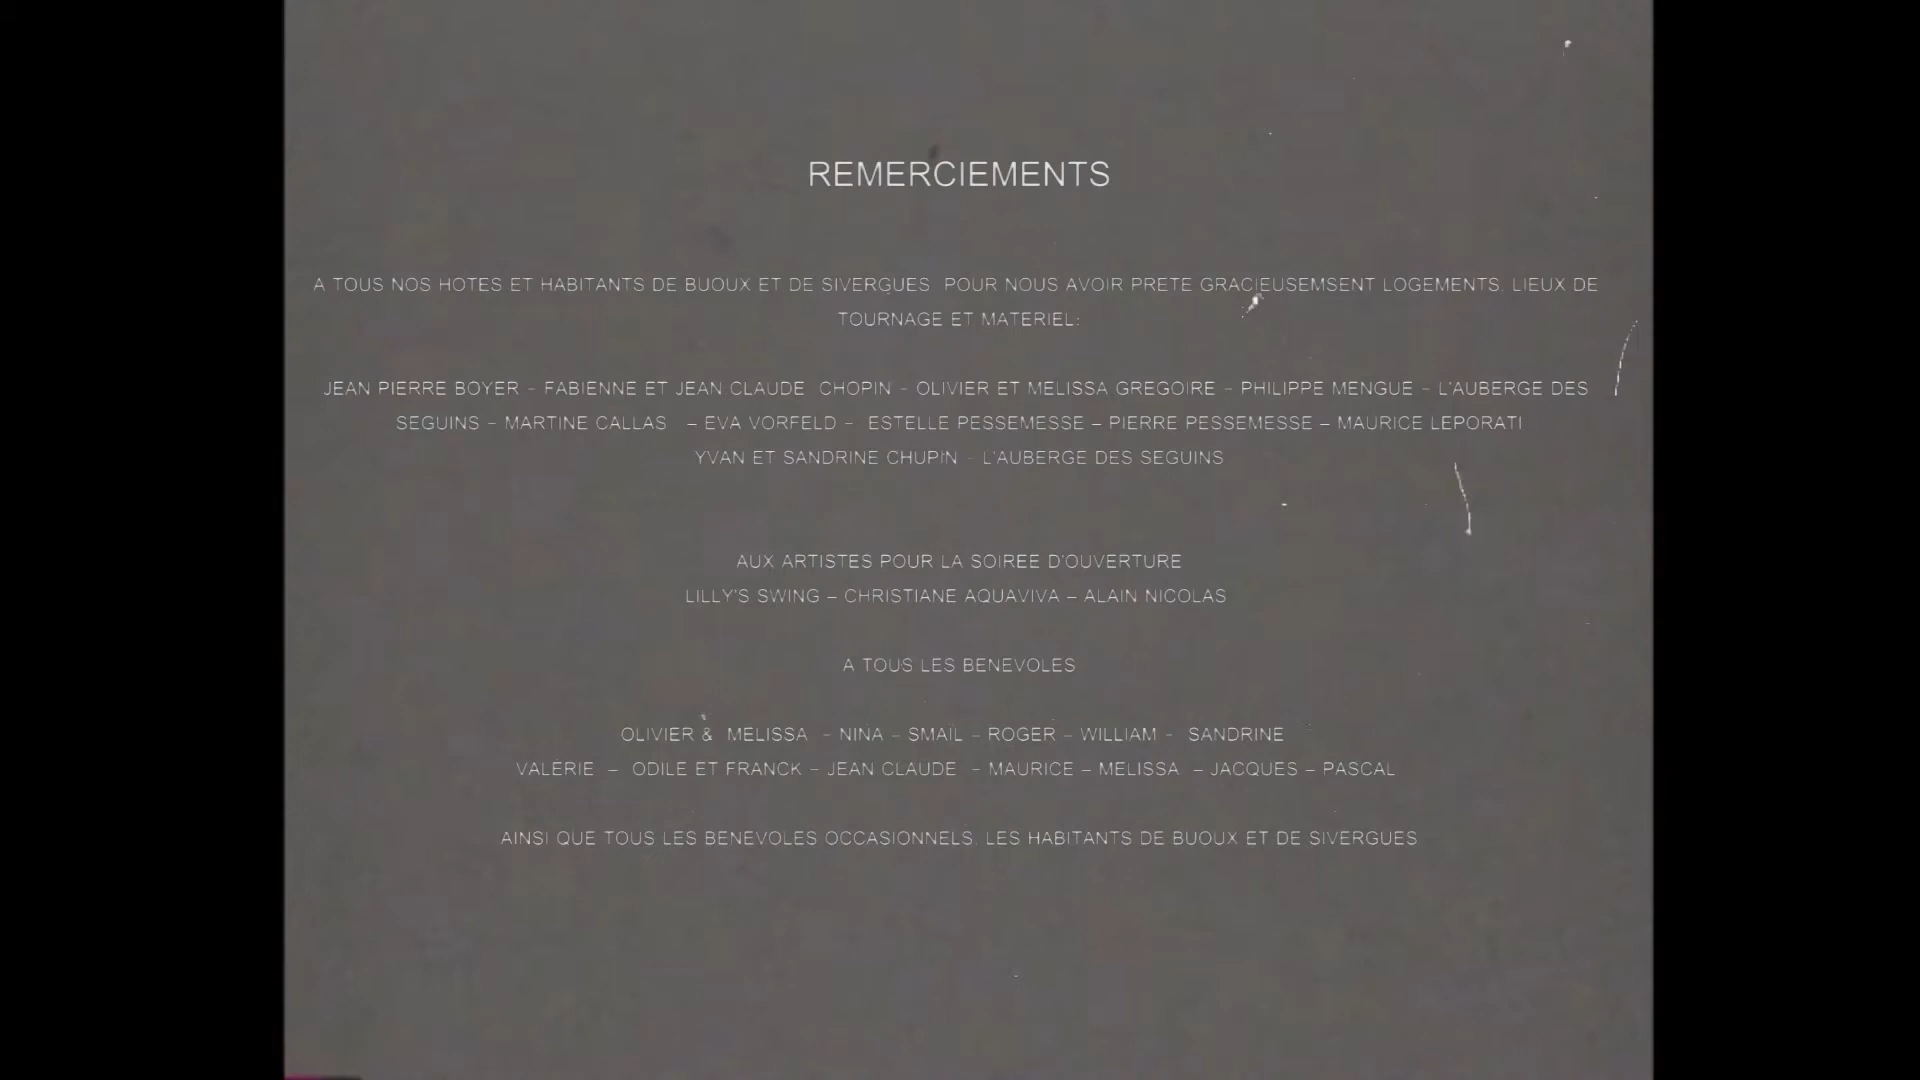 REMERCIEMENTS
A TOUS NOS HOTES ET HABITANTS DE BUOUX ET DE SIVERGUES POUR NOUS AVOIR PRETE GRACIEUSEMSENT LOGEMENTS, LIEUX DE
TOURNAGE ET MATERIEL:
JEAN PIERRE BOYER – FABIENNE ET JEAN CLAUDE CHOPIN – OLIVIER ET MELISSA GREGOIRE – PHILIPPE MENGUE – L'AUBERGE DES
SEGUINS – MARTINE CALLAS – EVA VORFELD – ESTELLE PESSEMESSE – PIERRE PESSEMESSE – MAURICE LEPORATI
YVAN ET SANDRINE CHUPIN - L'AUBERGE DES SEGUINS
AUX ARTISTES POUR LA SOIREE D'OUVERTURE
LILLY'S SWING – CHRISTIANE AQUAVIVA – ALAIN NICOLAS
A TOUS LES BENEVOLES
OLIVIER & MELISSA – NINA – SMAIL – ROGER – WILLIAM - SANDRINE
VALÉRIE – ODILE ET FRANCK – JEAN CLAUDE – MAURICE – MELISSA – JACQUES – PASCAL
AINSI QUE TOUS LES BENEVOLES OCCASIONNELS, LES HABITANTS DE BUOUX ET DE SIVERGUES